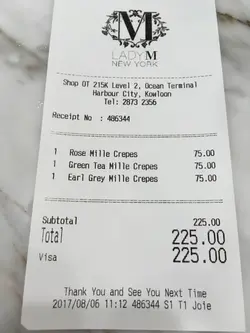 M
LADY M
NEW YORK
Shop OT 215K Level 2, Ocean Terminal
Harbour City, Kowloon
Tel: 2873 2356
Receipt No : 486344
1 Rose Mille Crepes 75.00
1 Green Tea Mille Crepes 75.00
1 Earl Grey Mille Crepes 75.00
Subtotal 225.00
Total 225.00
Visa 225.00
Thank You and See You Next Time
2017/08/06 11:12 486344 S1 T1 Joie